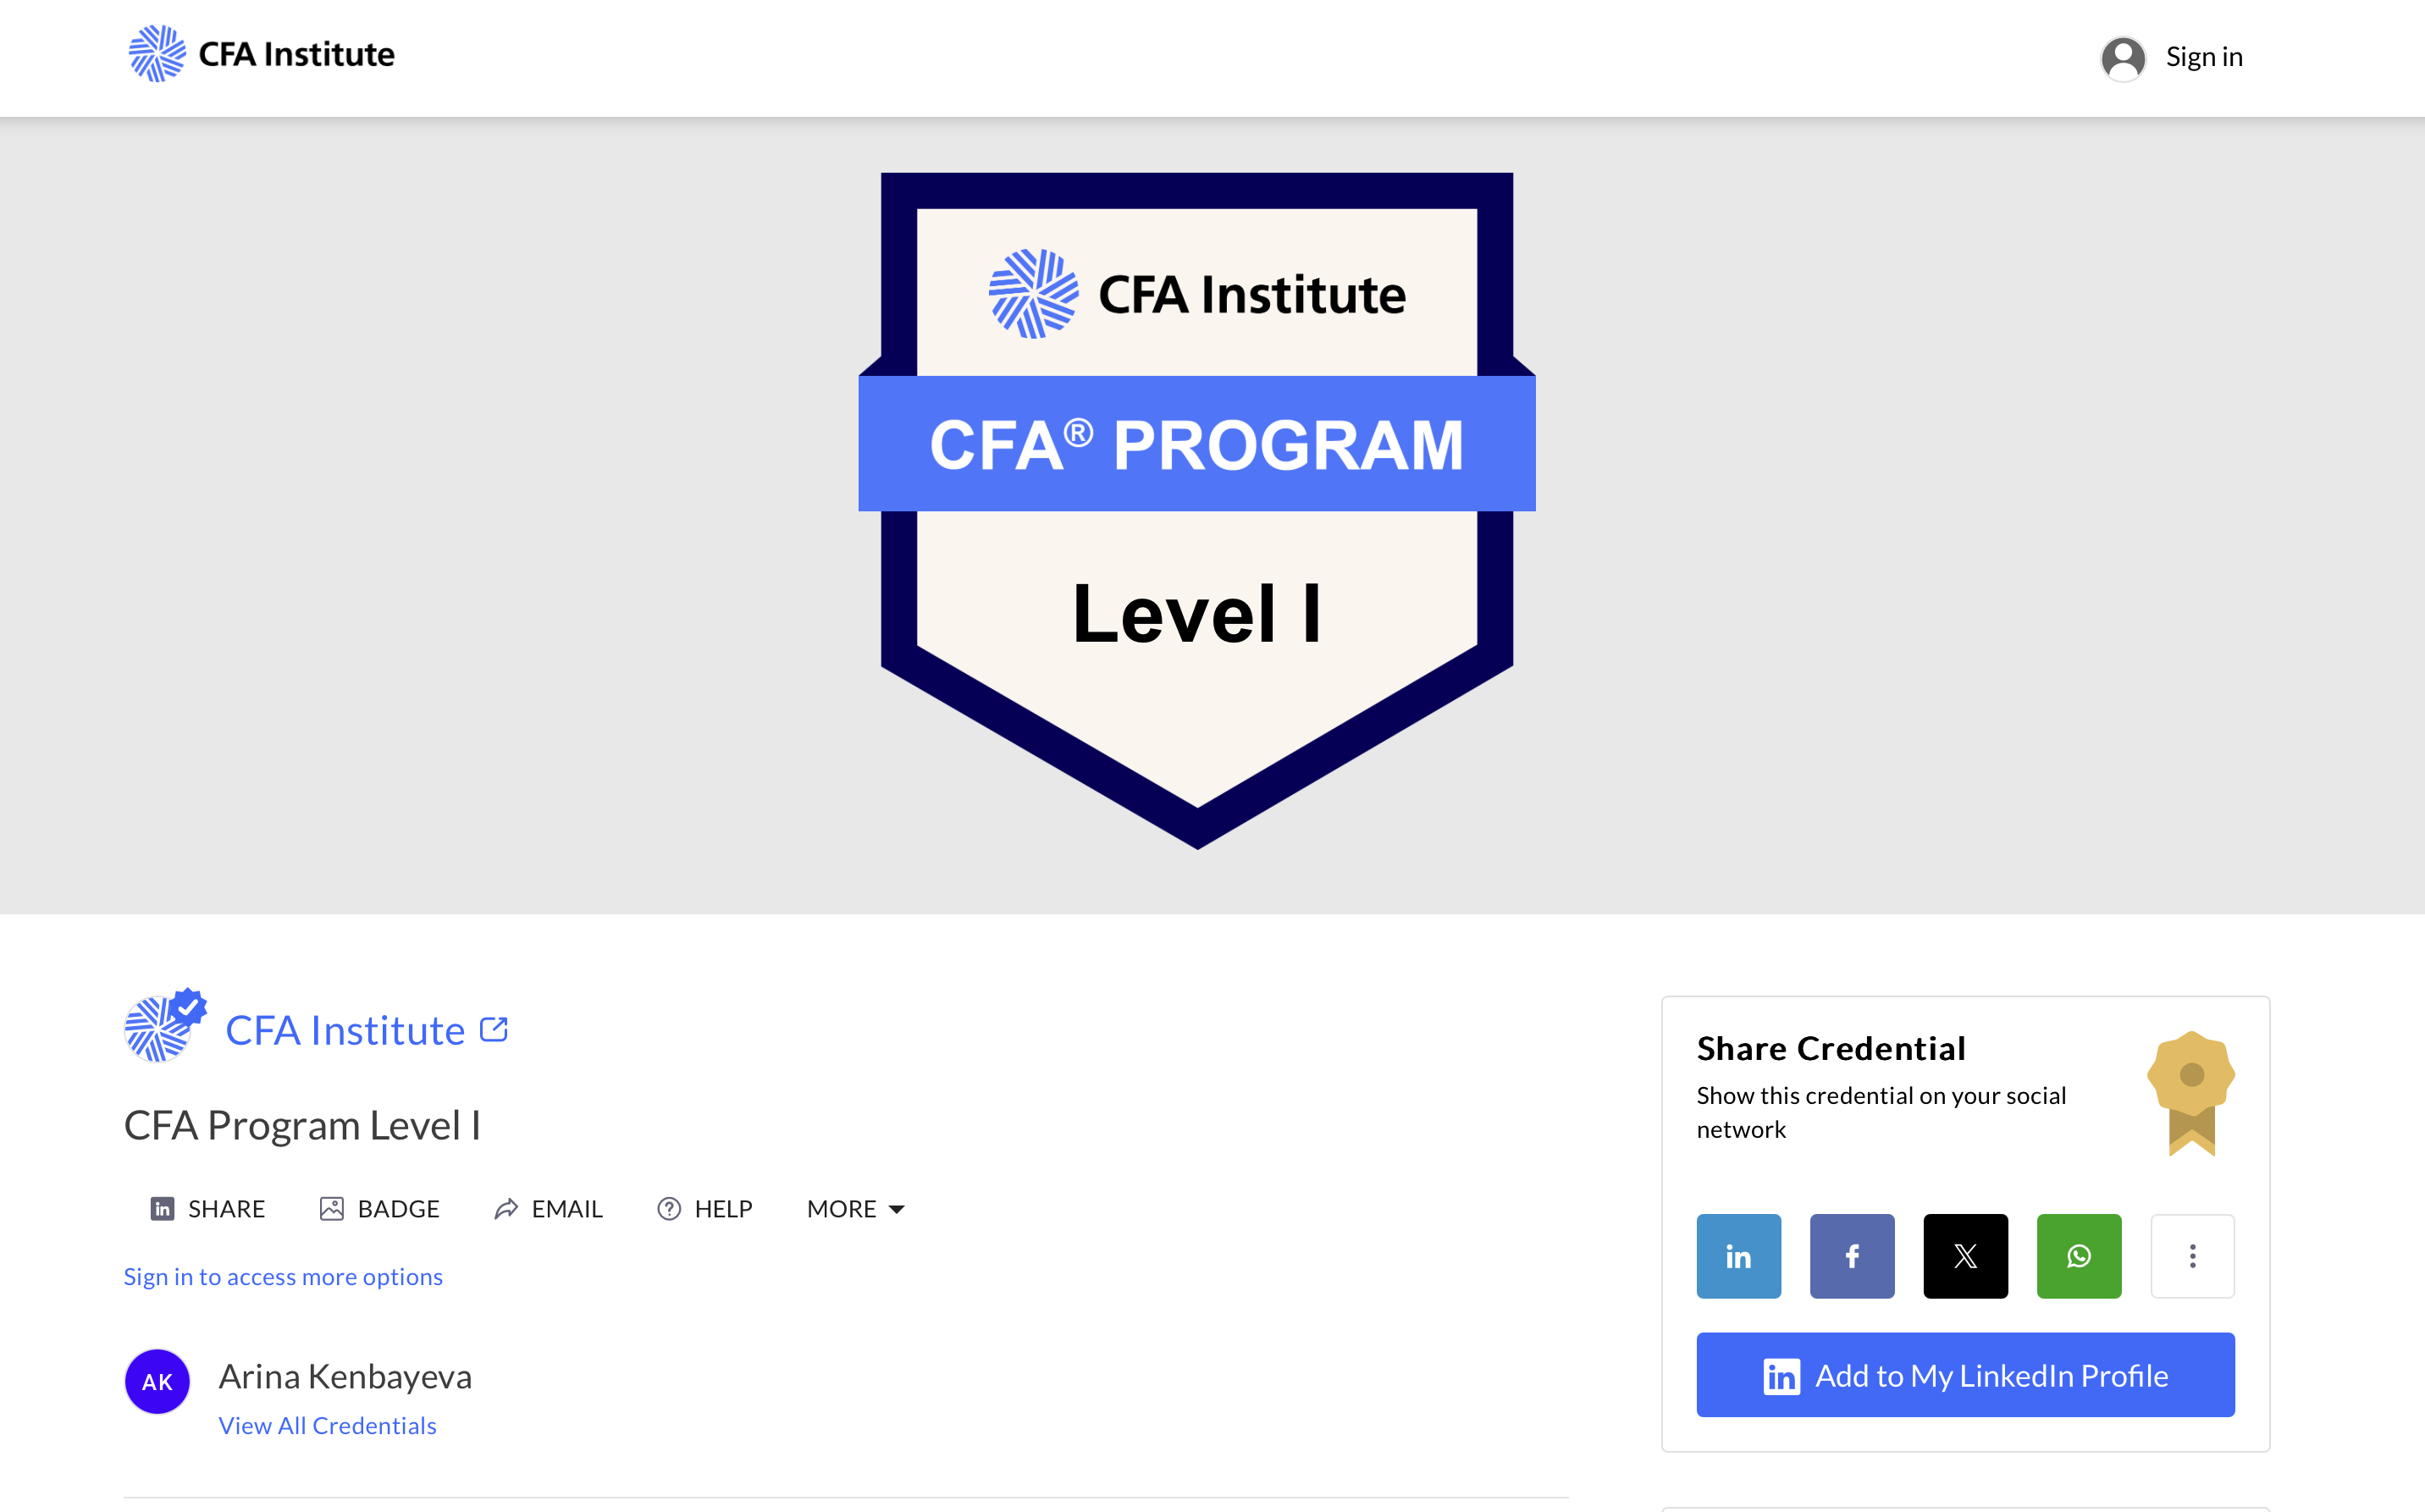 CFA Institute
Sign in
CFA Institute
CFA® PROGRAM
Level I
CFA Institute
CFA Program Level I
SHARE BADGE EMAIL HELP MORE
Sign in to access more options
AK
Arina Kenbayeva
View All Credentials
Share Credential
Show this credential on your social
network
Add to My LinkedIn Profile